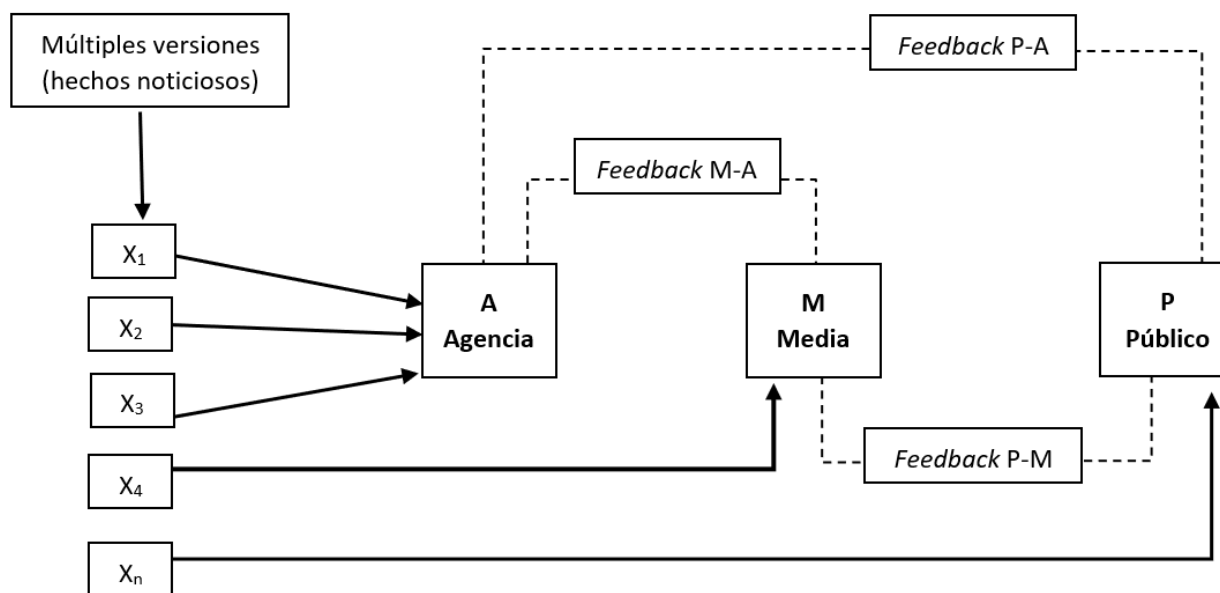 Múltiples versiones
(hechos noticiosos)
Feedback P-A
Feedback M-A
X₁
X₂
X₃
X₄
Xₙ
A
Agencia
M
Media
P
Público
Feedback P-M